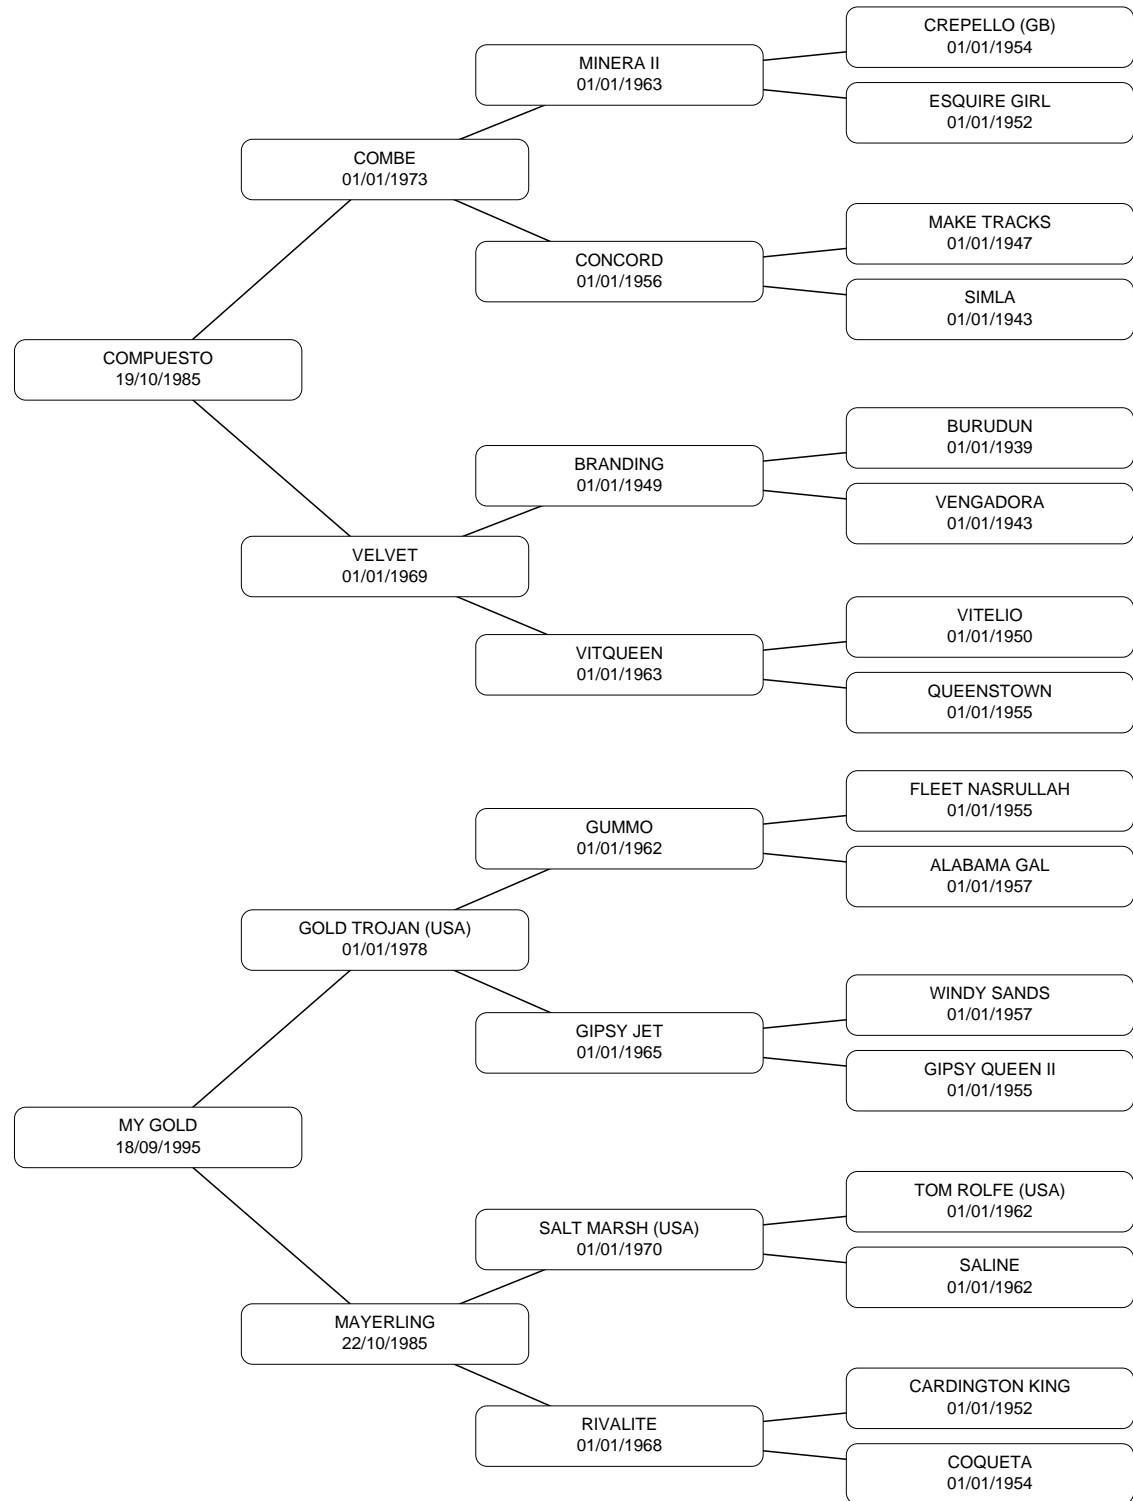 CREPELLO (GB)
01/01/1954
MINERA II
01/01/1963
ESQUIRE GIRL
01/01/1952
COMBE
01/01/1973
MAKE TRACKS
01/01/1947
CONCORD
01/01/1956
SIMLA
01/01/1943
COMPUESTO
19/10/1985
BURUDUN
01/01/1939
BRANDING
01/01/1949
VENGADORA
01/01/1943
VELVET
01/01/1969
VITELIO
01/01/1950
VITQUEEN
01/01/1963
QUEENSTOWN
01/01/1955
FLEET NASRULLAH
01/01/1955
GUMMO
01/01/1962
ALABAMA GAL
01/01/1957
GOLD TROJAN (USA)
01/01/1978
WINDY SANDS
01/01/1957
GIPSY JET
01/01/1965
GIPSY QUEEN II
01/01/1955
MY GOLD
18/09/1995
TOM ROLFE (USA)
01/01/1962
SALT MARSH (USA)
01/01/1970
SALINE
01/01/1962
MAYERLING
22/10/1985
CARDINGTON KING
01/01/1952
RIVALITE
01/01/1968
COQUETA
01/01/1954